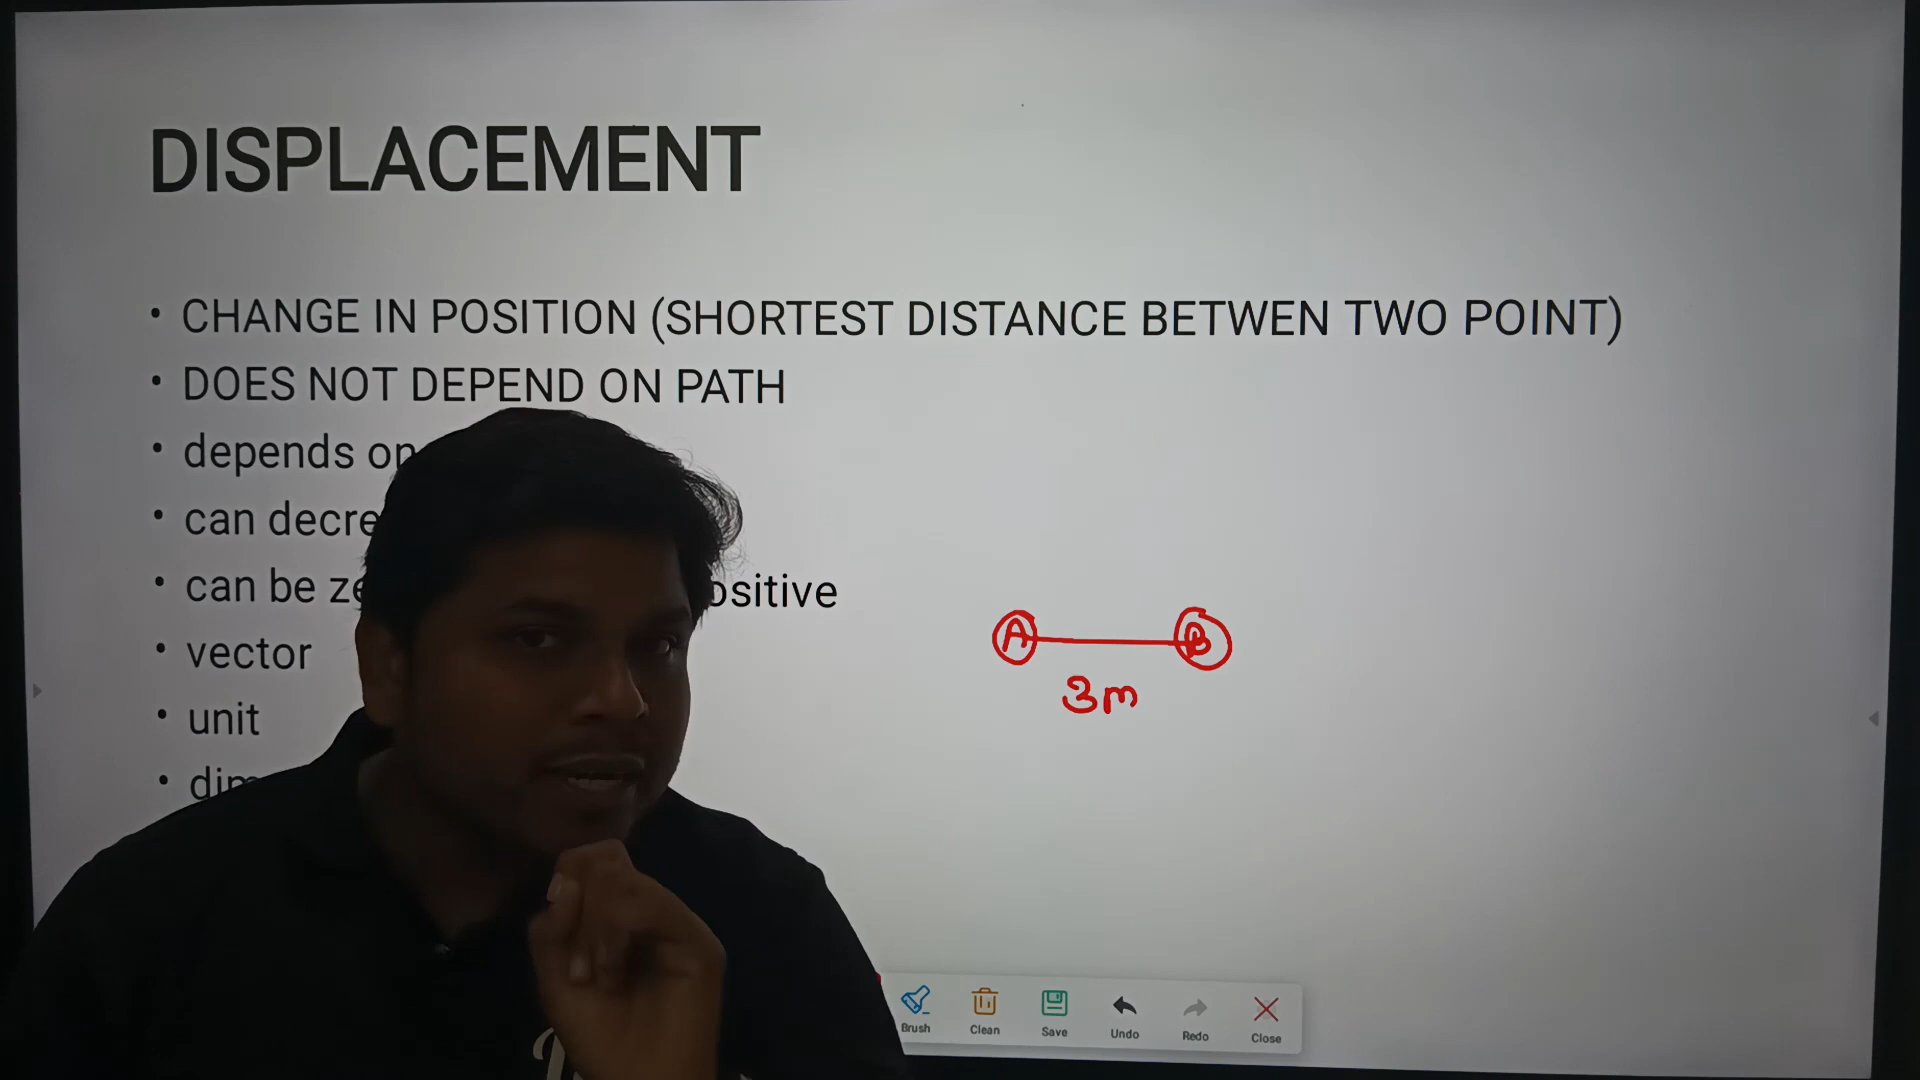 DISPLACEMENT
• CHANGE IN POSITION (SHORTEST DISTANCE BETWEN TWO POINT)
• DOES NOT DEPEND ON PATH
• depends on
• can decre
• can be ze ositive
• vector
• unit
• dim
A B
3m
Brush Clean Save Undo Redo Close